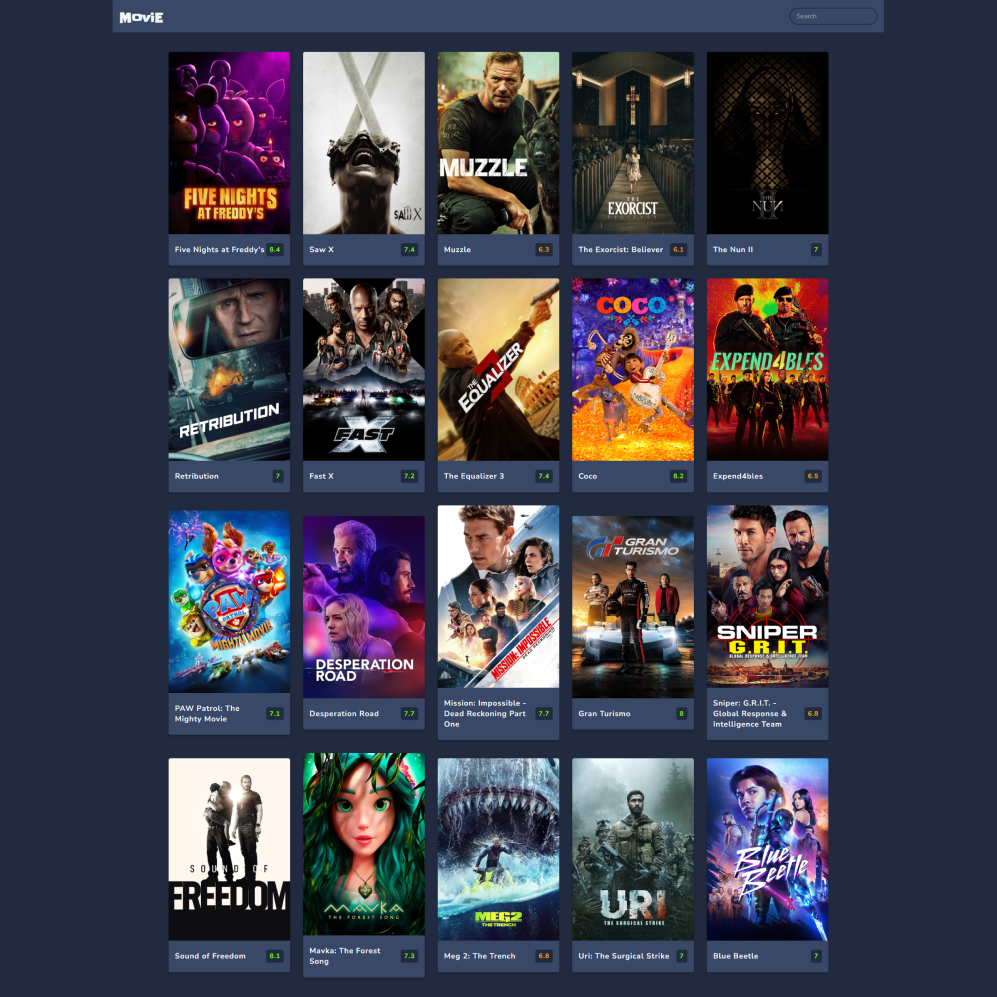 MOViE
Search
FIVE NIGHTS
AT FREDDY'S
SAW X
MUZZLE
THE
EXORCIST
BELIEVER
THE
NUN
II
Five Nights at Freddy's 8.4
Saw X 7.4
Muzzle 6.3
The Exorcist: Believer 6.1
The Nun II 7
RETRIBUTION
FAST
X
THE
EQUALIZER
COCO
EXPEND4BLES
Retribution 7
Fast X 7.2
The Equalizer 3 7.4
Coco 8.2
Expend4bles 6.5
PAW
PATROL
MIGHTY MOVIE
DESPERATION
ROAD
MISSION: IMPOSSIBLE
DEAD RECKONING
GRAN
TURISMO
SNIPER
G.R.I.T.
GLOBAL RESPONSE & INTELLIGENCE TEAM
PAW Patrol: The
Mighty Movie 7.1
Desperation Road 7.7
Mission: Impossible -
Dead Reckoning Part
One 7.7
Gran Turismo 8
Sniper: G.R.I.T. -
Global Response &
Intelligence Team 6.8
SOUND OF
FREEDOM
MAVKA
THE FOREST SONG
MEG2
THE TRENCH
URI
THE SURGICAL STRIKE
Blue
Beetle
Sound of Freedom 8.1
Mavka: The Forest
Song 7.3
Meg 2: The Trench 6.8
Uri: The Surgical Strike 7
Blue Beetle 7